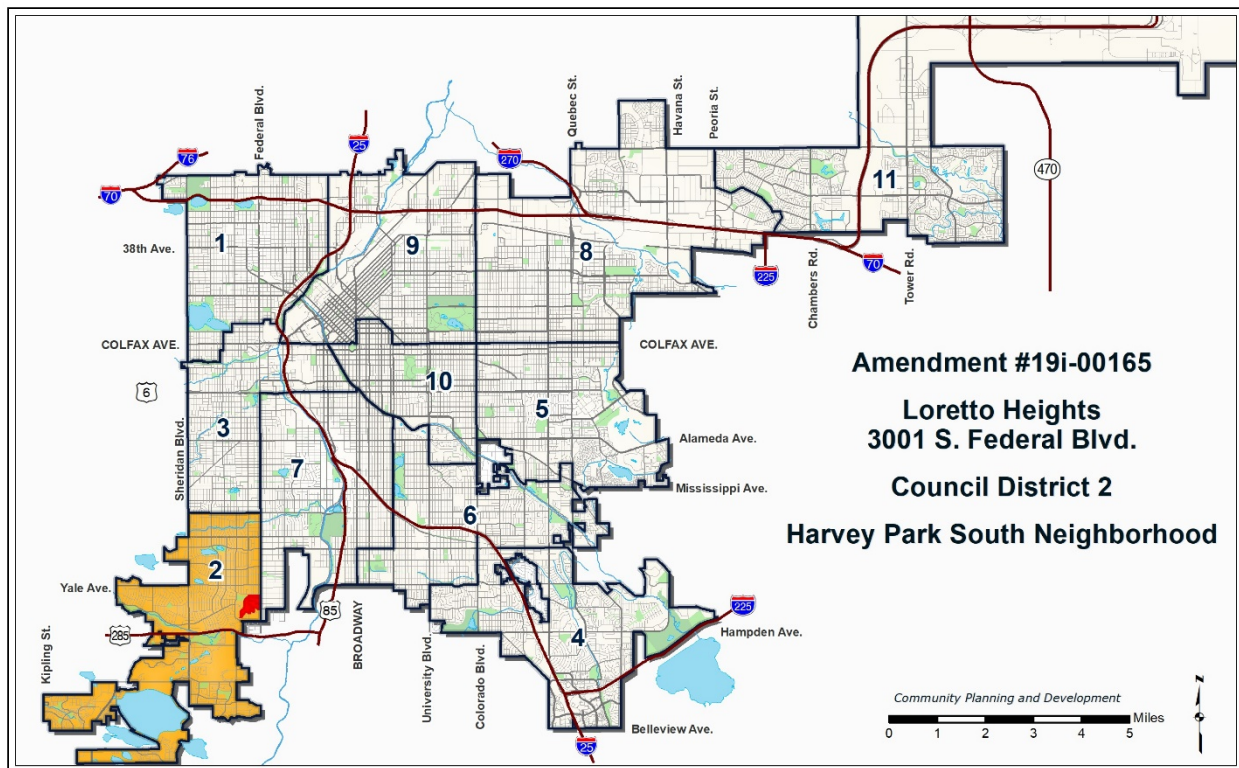 Federal Blvd.
Quebec St.
Havana St.
Peoria St.
76
25
270
70
470
11
1
9
8
38th Ave.
225
70
Chambers Rd.
Tower Rd.
COLFAX AVE.
COLFAX AVE.
6
10
3
5
Sheridan Blvd.
Alameda Ave.
7
Mississippi Ave.
6
2
Yale Ave.
85
225
285
BROADWAY
4
Hampden Ave.
Kipling St.
University Blvd.
Colorado Blvd.
Belleview Ave.
25
Amendment #19i-00165
Loretto Heights
3001 S. Federal Blvd.
Council District 2
Harvey Park South Neighborhood
Community Planning and Development
Miles
0 1 2 3 4 5
N